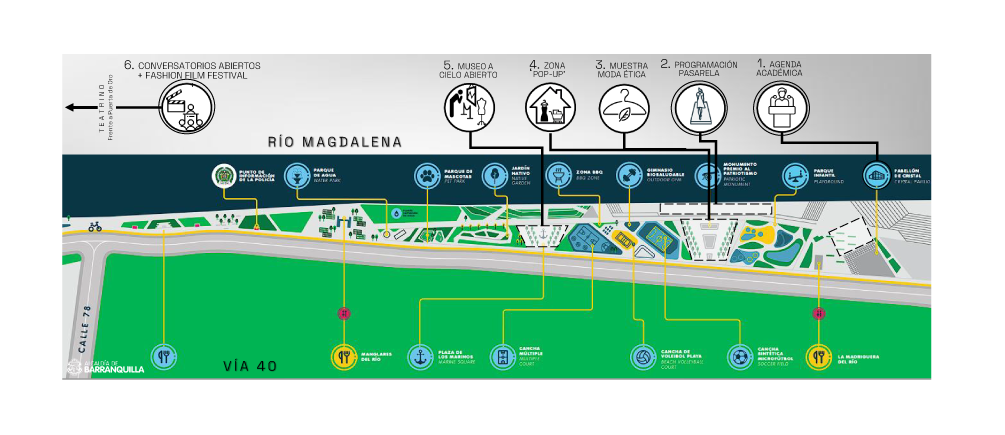 6. CONVERSATORIOS ABIERTOS
+ FASHION FILM FESTIVAL
5. MUSEO A
CIELO ABIERTO
4. ZONA
'POP-UP'
3. MUESTRA
MODA ÉTICA
2. PROGRAMACIÓN
PASARELA
1. AGENDA
ACADÉMICA
TEATRINO
Frente a Puerta de Oro
RÍO MAGDALENA
PUNTO DE
INFORMACIÓN
DE LA POLICÍA
PARQUE
DE AGUA
WATER PARK
PARQUE DE
MASCOTAS
PET PARK
JARDÍN
NATIVO
GARDEN
ZONA BBQ
BBQ ZONE
GIMNASIO
BIOSALUDABLE
OUTDOOR GYM
MONUMENTO
PREMIO AL
PATRIOTISMO
PATRIOTIC
MONUMENT
PARQUE
INFANTIL
PLAYGROUND
PABELLÓN
DE CRISTAL
CALLE 78
ALCALDÍA DE
BARRANQUILLA
VÍA 40
MANGLARES
DEL RÍO
PLAZA DE
LOS MARINOS
MARINE SQUARE
CANCHA
MÚLTIPLE
MULTIPLE
COURT
CANCHA DE
VOLEIBOL PLAYA
BEACH VOLLEYBALL
COURT
CANCHA
SINTÉTICA
MICROFÚTBOL
SOCCER FIELD
LA MADRIGUERA
DEL RÍO